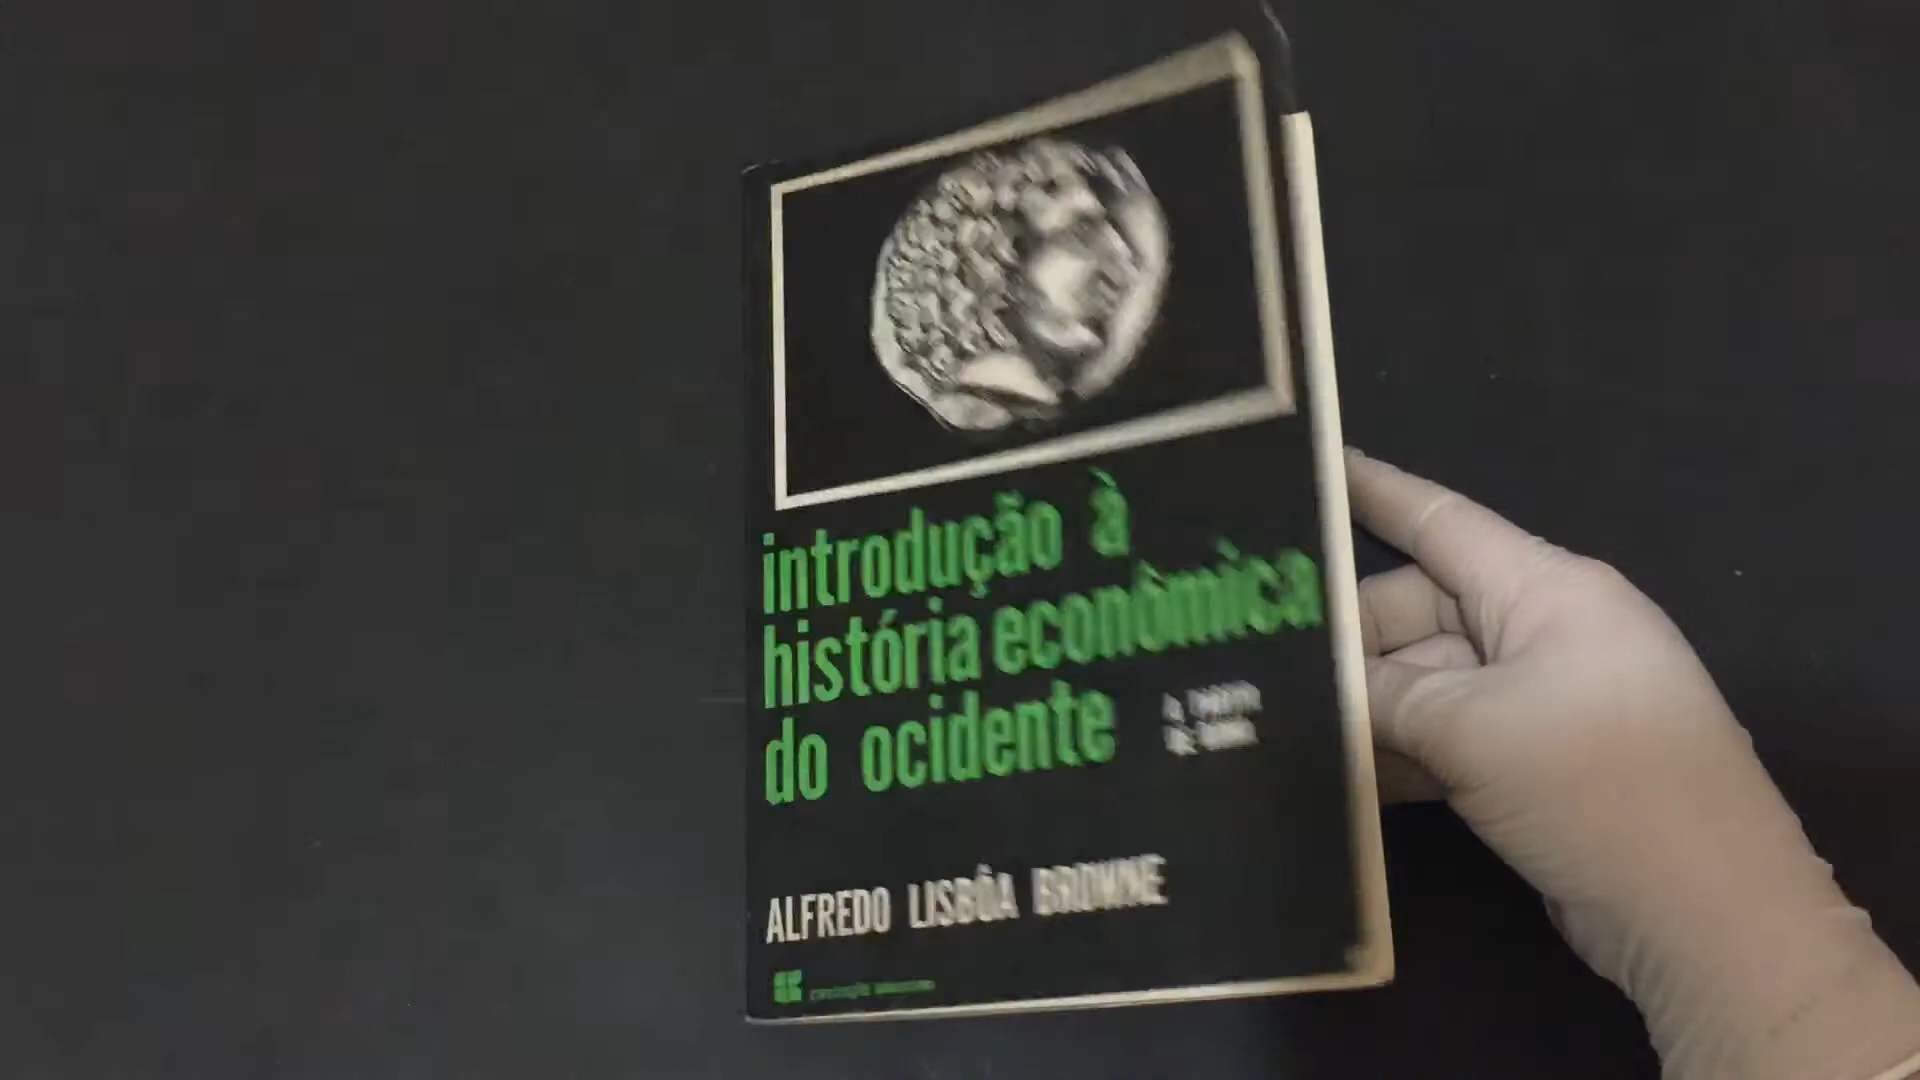 introdução à
história econômica
do ocidente
ALFREDO LISBÔA BROWNE